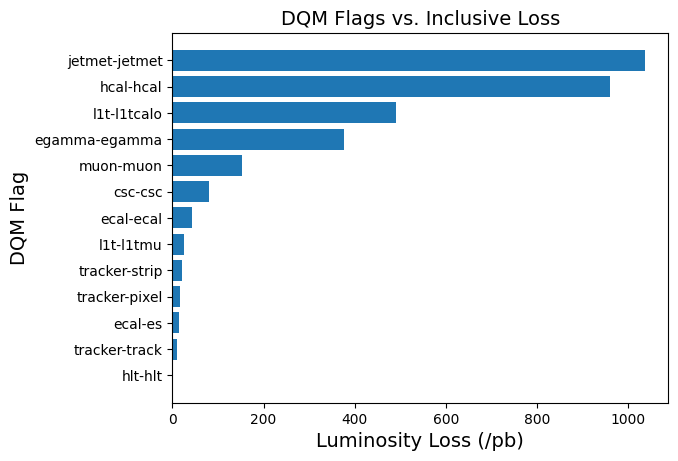 DQM Flags vs. Inclusive Loss
DQM Flag
jetmet-jetmet
hcal-hcal
l1t-l1tcalo
egamma-egamma
muon-muon
csc-csc
ecal-ecal
l1t-l1tmu
tracker-strip
tracker-pixel
ecal-es
tracker-track
hlt-hlt
0 200 400 600 800 1000
Luminosity Loss (/pb)